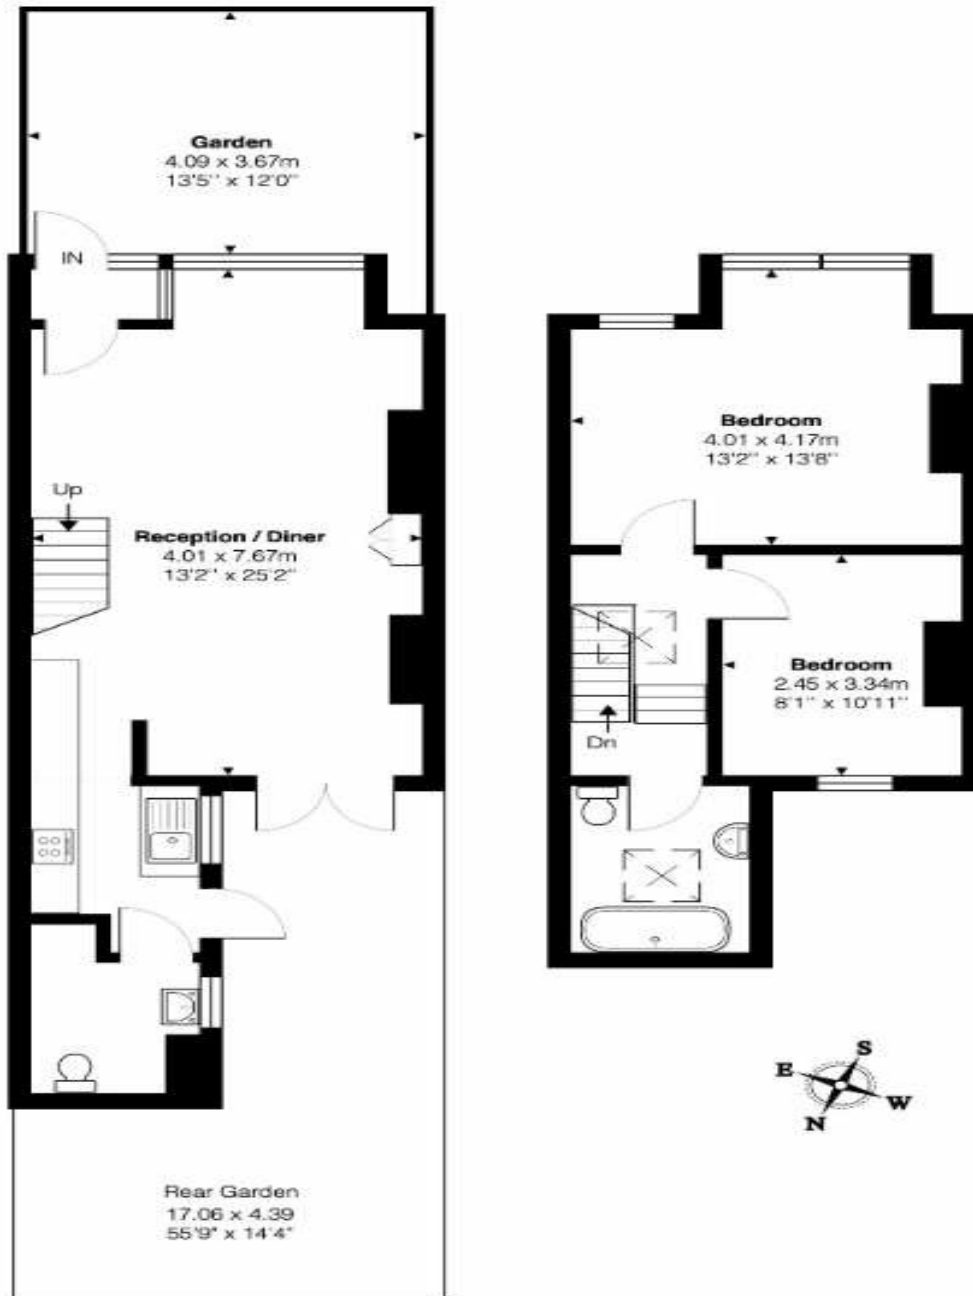 Garden
4.09 x 3.67m
13'5'' x 12'0''
IN
Up
Reception / Diner
4.01 x 7.67m
13'2'' x 25'2''
Bedroom
4.01 x 4.17m
13'2'' x 13'8''
Bedroom
2.45 x 3.34m
8'1'' x 10'11''
Dn
S
E
W
N
Rear Garden
17.06 x 4.39
55'9" x 14'4"